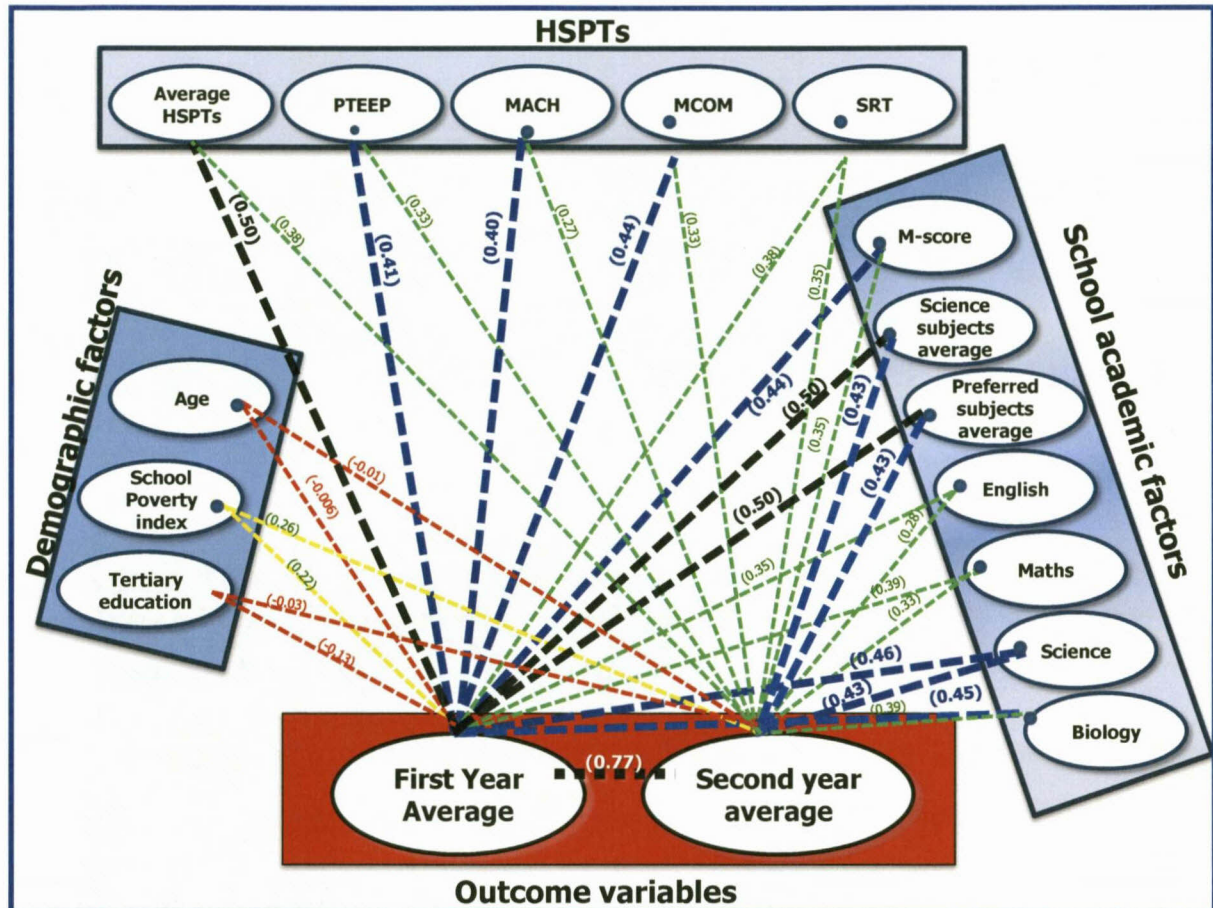 HSPTs
Average
HSPTs
PTEEP
MACH
MCOM
SRT
(0.50)
(0.38)
(0.41)
(0.33)
(0.40)
(0.27)
(0.44)
(0.33)
(0.38)
(0.35)
(0.35)
(0.44)
(0.50)
(0.43)
(0.50)
(0.43)
(0.28)
(0.35)
(0.39)
(0.33)
(0.46)
(0.43)
(0.45)
(0.39)
School academic factors
M-score
Science
subjects
average
Preferred
subjects
average
English
Maths
Science
Biology
Demographic factors
Age
School
Poverty
index
Tertiary
education
(-0.01)
(-0.006)
(0.26)
(0.22)
(-0.03)
(-0.13)
First Year
Average
(0.77)
Second year
average
Outcome variables